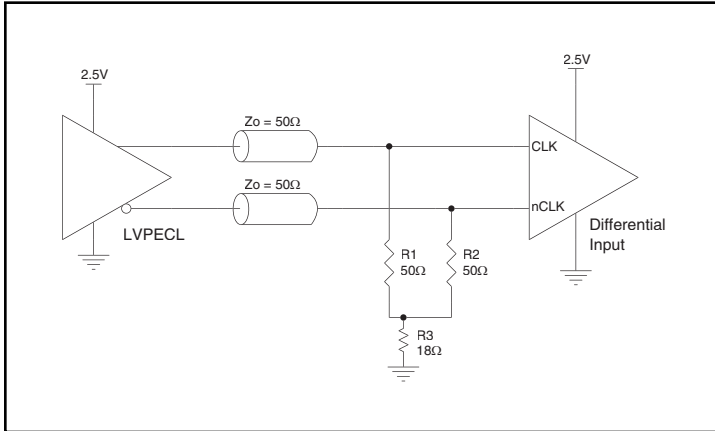 2.5V
2.5V
Zo = 50Ω
CLK
Zo = 50Ω
nCLK
LVPECL
Differential
Input
R1
50Ω
R2
50Ω
R3
18Ω